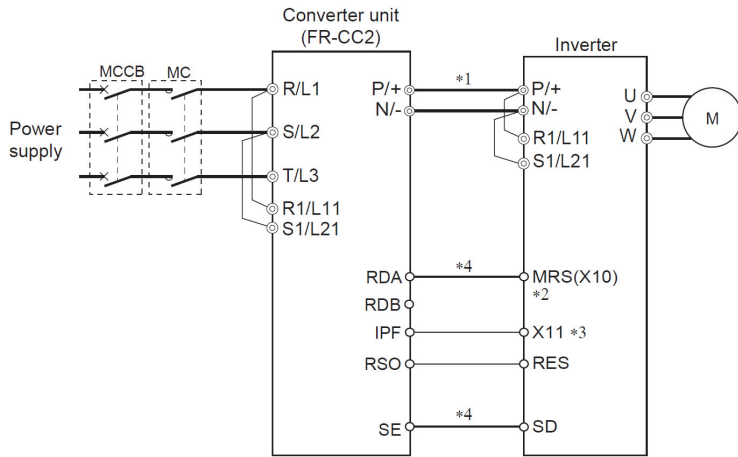 Converter unit
(FR-CC2)
Inverter
MCCB
MC
Power
supply
R/L1
S/L2
T/L3
R1/L11
S1/L21
P/+
N/-
*1
P/+
N/-
R1/L11
S1/L21
U
V
W
M
RDA
*4
MRS(X10)
*2
RDB
IPF
X11 *3
RSO
RES
SE
*4
SD